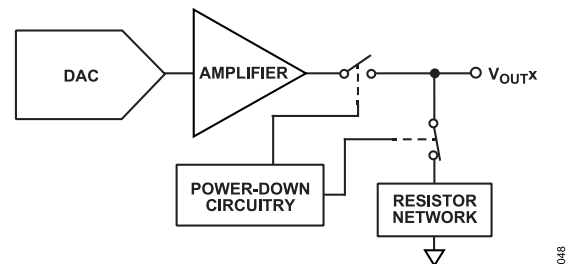 DAC
AMPLIFIER
VOUTX
POWER-DOWN
CIRCUITRY
RESISTOR
NETWORK
048